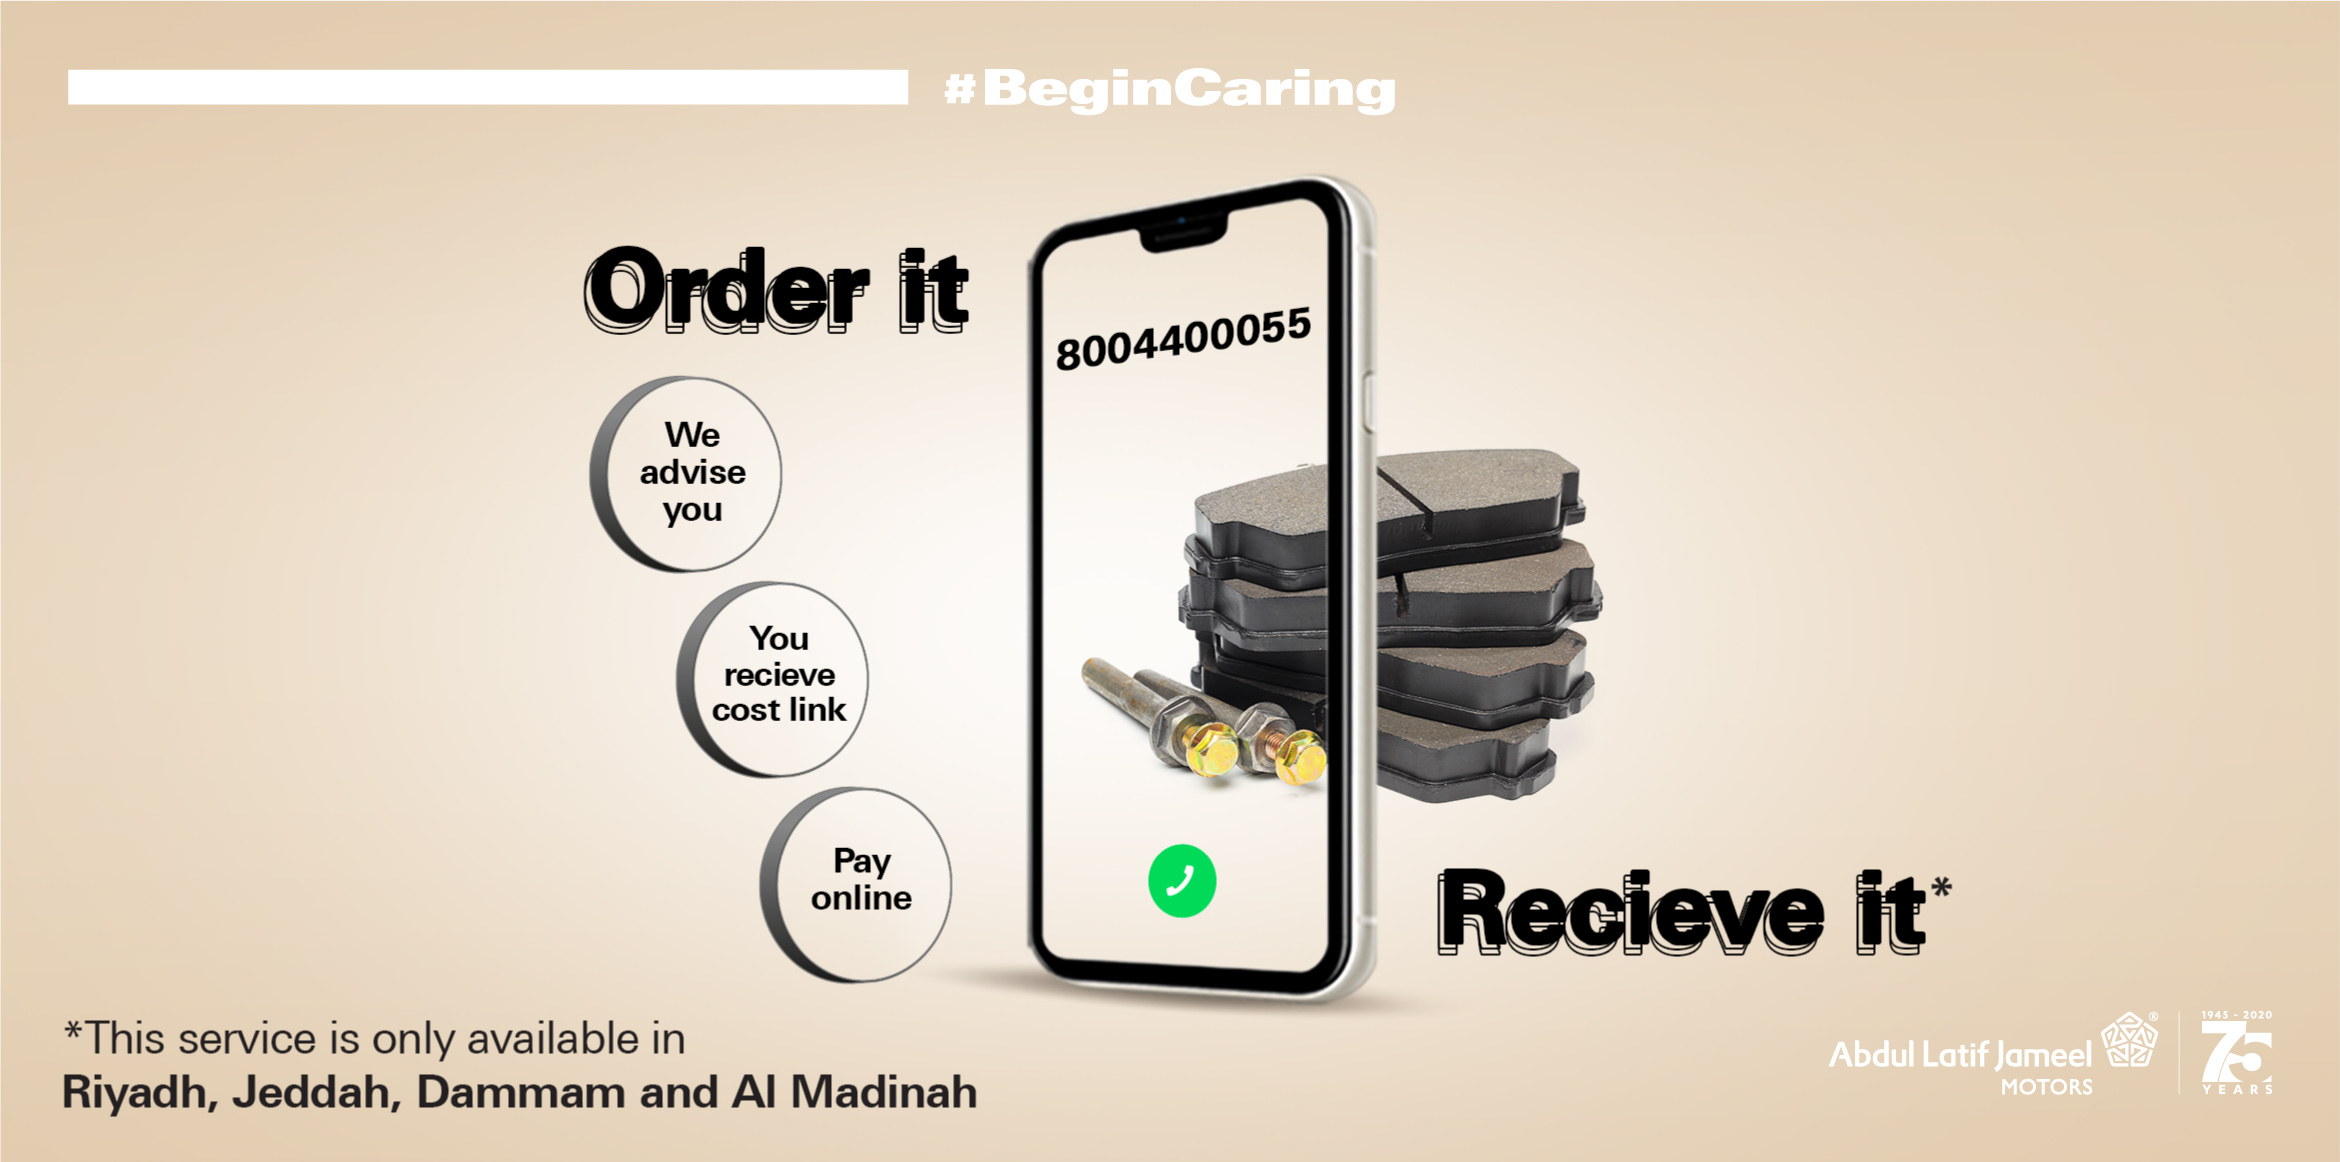 #BeginCaring
Order it
8004400055
We
advise
you
You
recieve
cost link
Pay
online
Recieve it*
*This service is only available in
Riyadh, Jeddah, Dammam and Al Madinah
Abdul Latif Jameel ®
MOTORS
1945 - 2020
75
YEARS